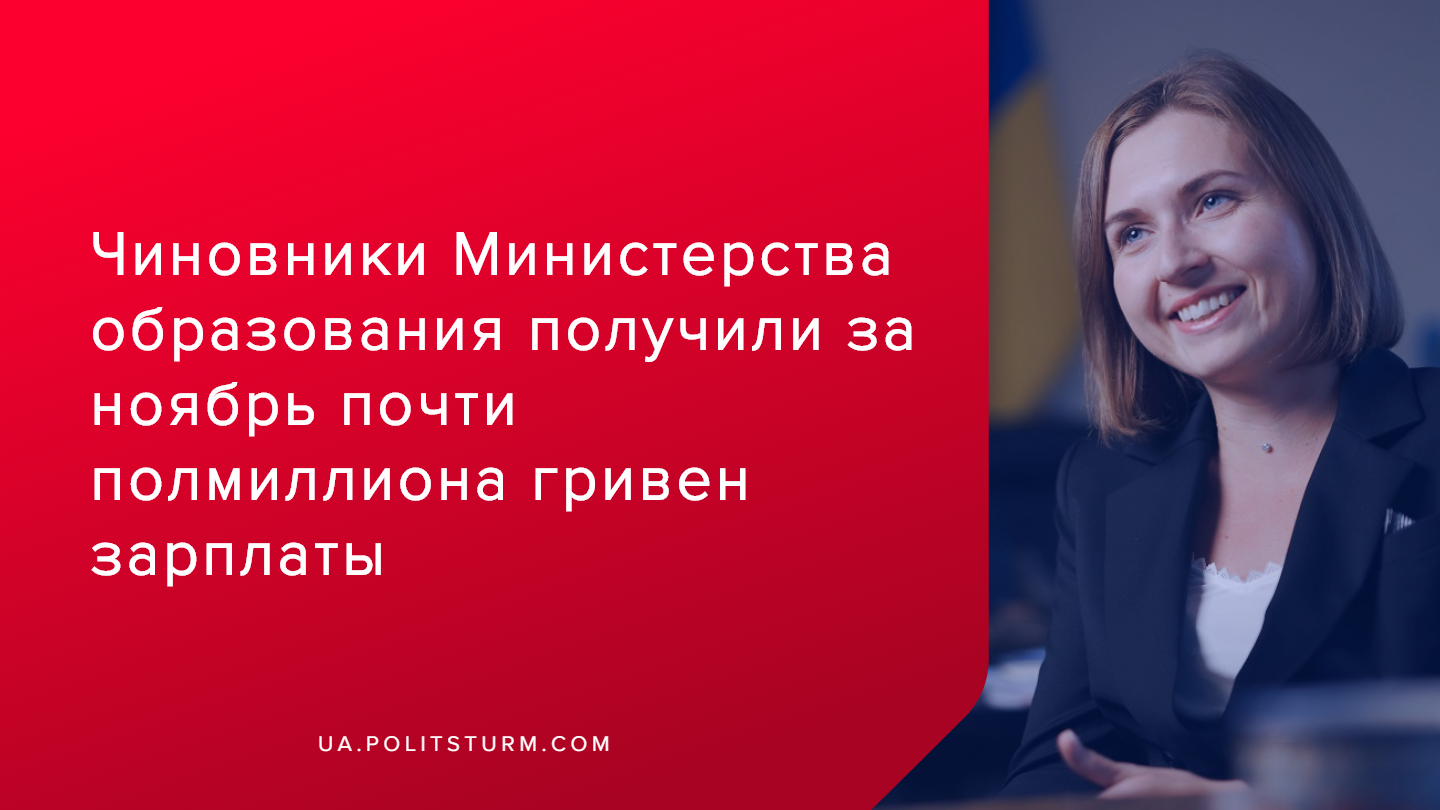 Чиновники Министерства
образования получили за
ноябрь почти
полмиллиона гривен
зарплаты
UA.POLITSTURM.COM